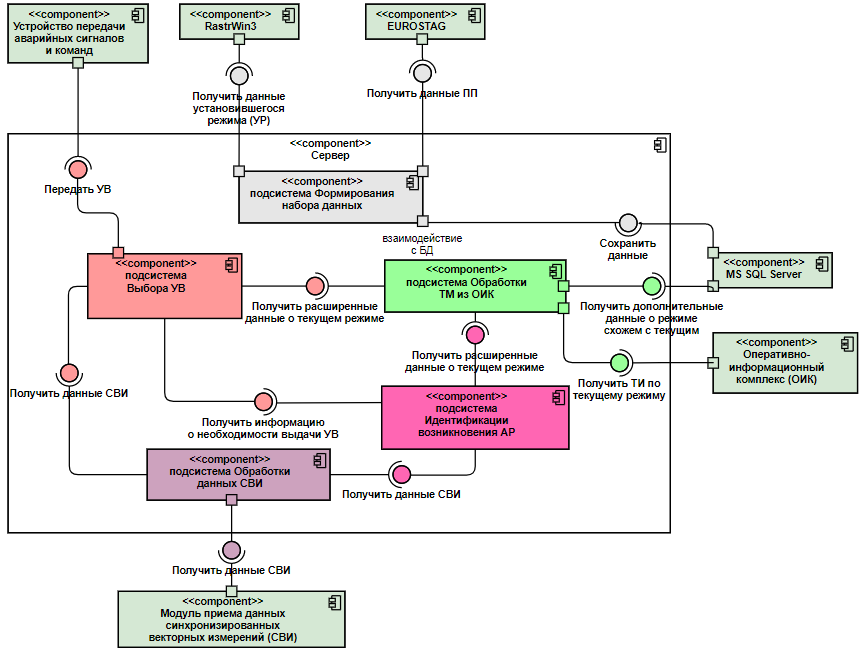 <<component>>
Устройство передачи
аварийных сигналов
и команд
<<component>>
RastrWin3
<<component>>
EUROSTAG
Получить данные
установившегося
режима (УР)
Получить данные ПП
<<component>>
Сервер
Передать УВ
<<component>>
подсистема Формирования
набора данных
взаимодействие
с БД
Сохранить
данные
<<component>>
подсистема
Выбора УВ
<<component>>
подсистема Обработки
ТМ из ОИК
<<component>>
MS SQL Server
Получить расширенные
данные о текущем режиме
Получить дополнительные
данные о режиме
схожем с текущим
Получить расширенные
данные о текущем режиме
<<component>>
Оперативно-
информационный
комплекс (ОИК)
Получить ТИ по
текущему режиму
Получить данные СВИ
<<component>>
подсистема
Идентификации
возникновения АР
Получить информацию
о необходимости выдачи УВ
<<component>>
подсистема Обработки
данных СВИ
Получить данные СВИ
Получить данные СВИ
<<component>>
Модуль приема данных
синхронизированных
векторных измерений (СВИ)